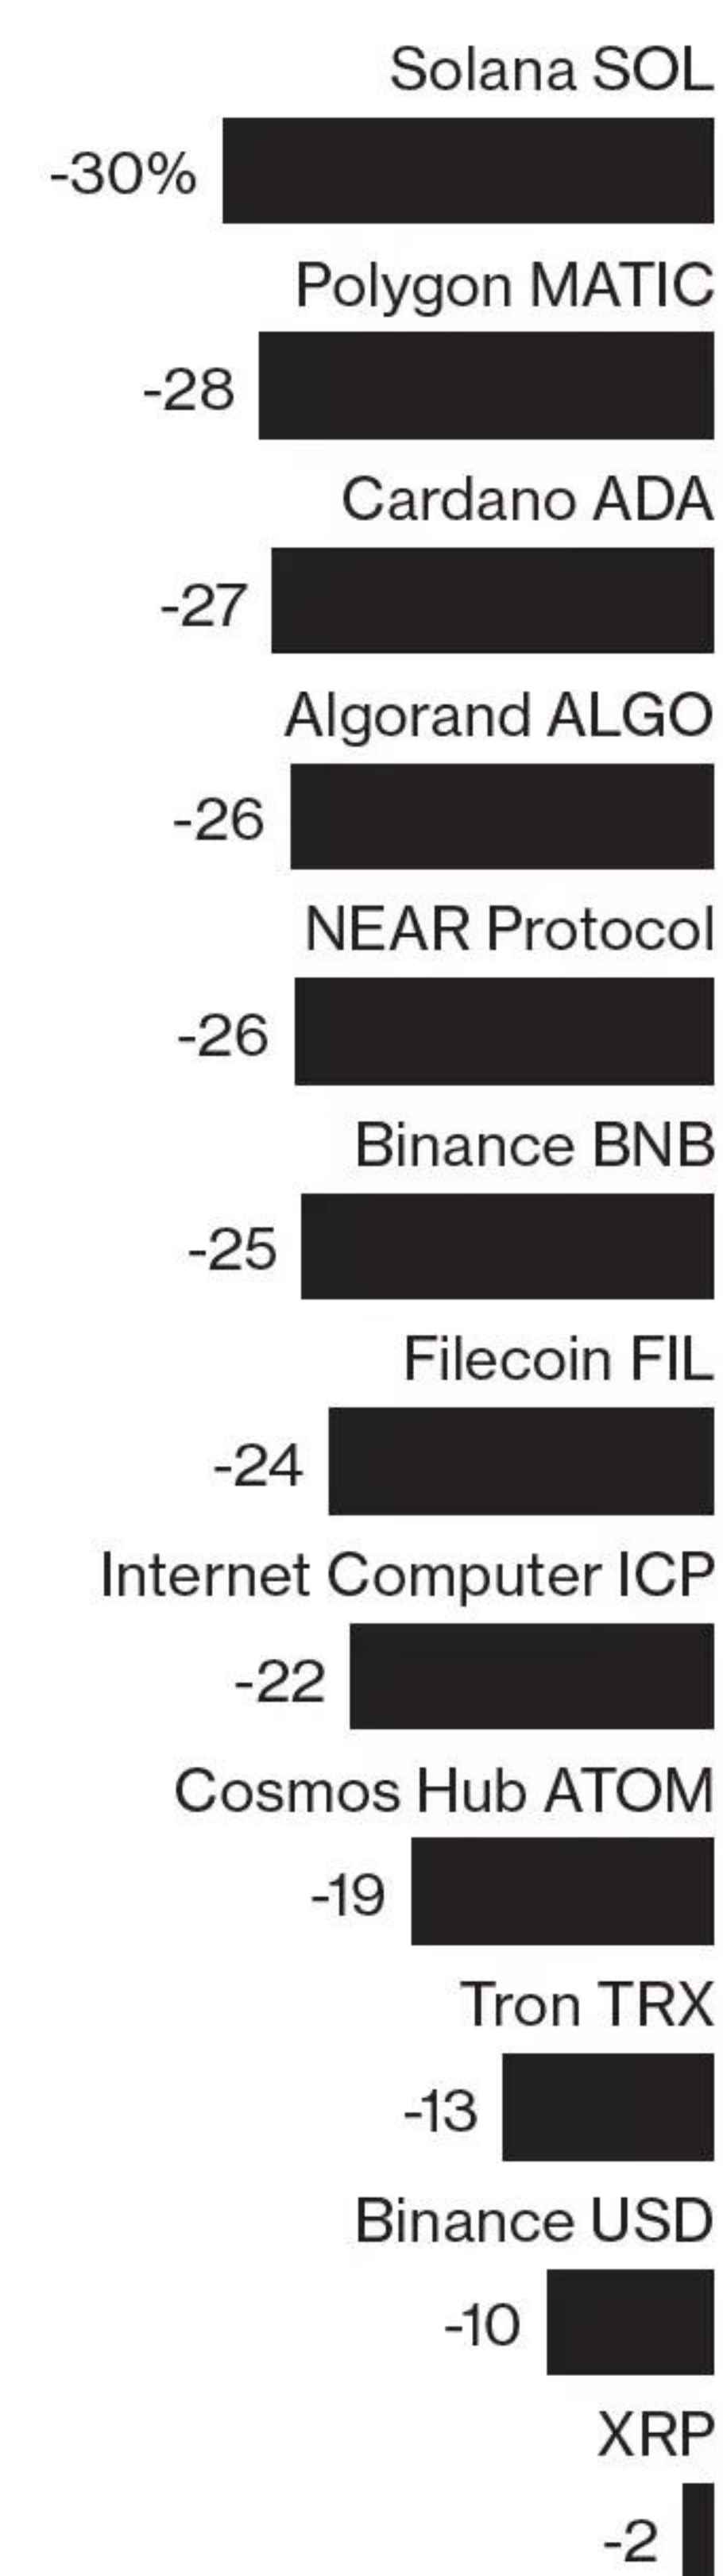 Solana SOL
-30%
Polygon MATIC
-28
Cardano ADA
-27
Algorand ALGO
-26
NEAR Protocol
-26
Binance BNB
-25
Filecoin FIL
-24
Internet Computer ICP
-22
Cosmos Hub ATOM
-19
Tron TRX
-13
Binance USD
-10
XRP
-2